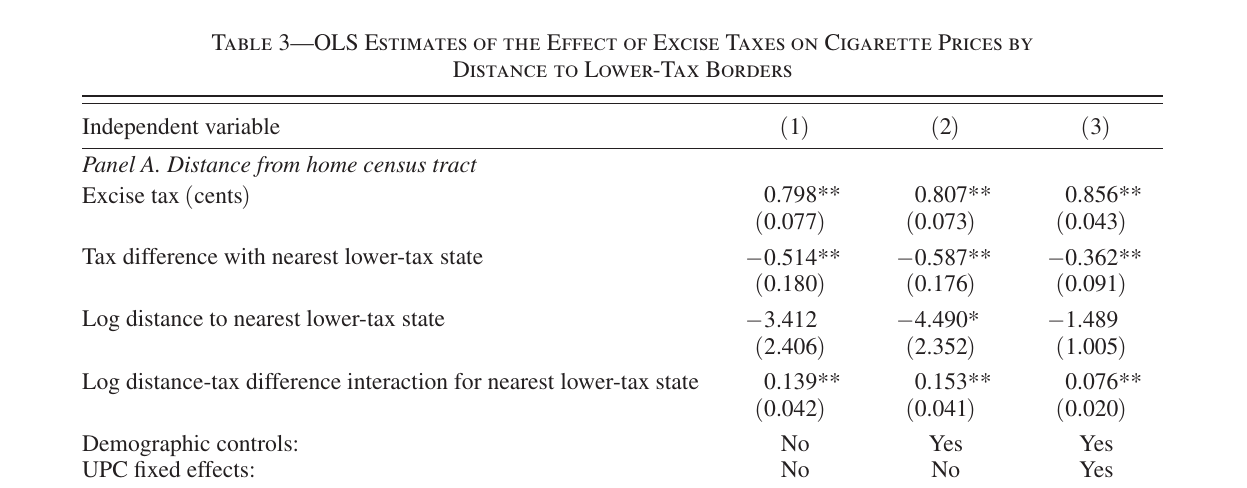 TABLE 3—OLS ESTIMATES OF THE EFFECT OF EXCISE TAXES ON CIGARETTE PRICES BY
DISTANCE TO LOWER-TAX BORDERS
Independent variable (1) (2) (3)
Panel A. Distance from home census tract
Excise tax (cents) 0.798** 0.807** 0.856**
(0.077) (0.073) (0.043)
Tax difference with nearest lower-tax state −0.514** −0.587** −0.362**
(0.180) (0.176) (0.091)
Log distance to nearest lower-tax state −3.412 −4.490* −1.489
(2.406) (2.352) (1.005)
Log distance-tax difference interaction for nearest lower-tax state 0.139** 0.153** 0.076**
(0.042) (0.041) (0.020)
Demographic controls: No Yes Yes
UPC fixed effects: No No Yes